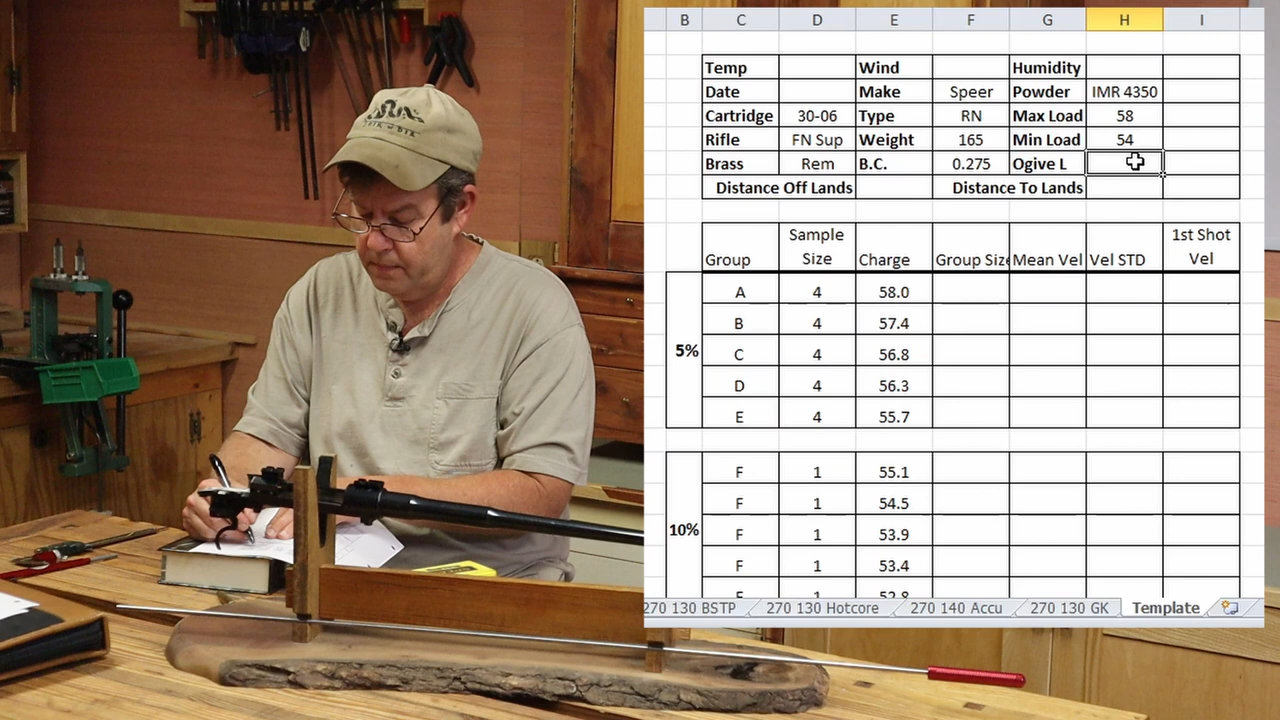 B C D E F G H I
Temp Wind Humidity
Date Make Speer Powder IMR 4350
Cartridge 30-06 Type RN Max Load 58
Rifle FN Sup Weight 165 Min Load 54
Brass Rem B.C. 0.275 Ogive L
Distance Off Lands Distance To Lands
Group Sample Size Charge Group Size Mean Vel Vel STD 1st Shot Vel
5%
A 4 58.0
B 4 57.4
C 4 56.8
D 4 56.3
E 4 55.7
10%
F 1 55.1
F 1 54.5
F 1 53.9
F 1 53.4
F 1 52.8
270 130 BSTP 270 130 Hotcore 270 140 Accu 270 130 GK Template